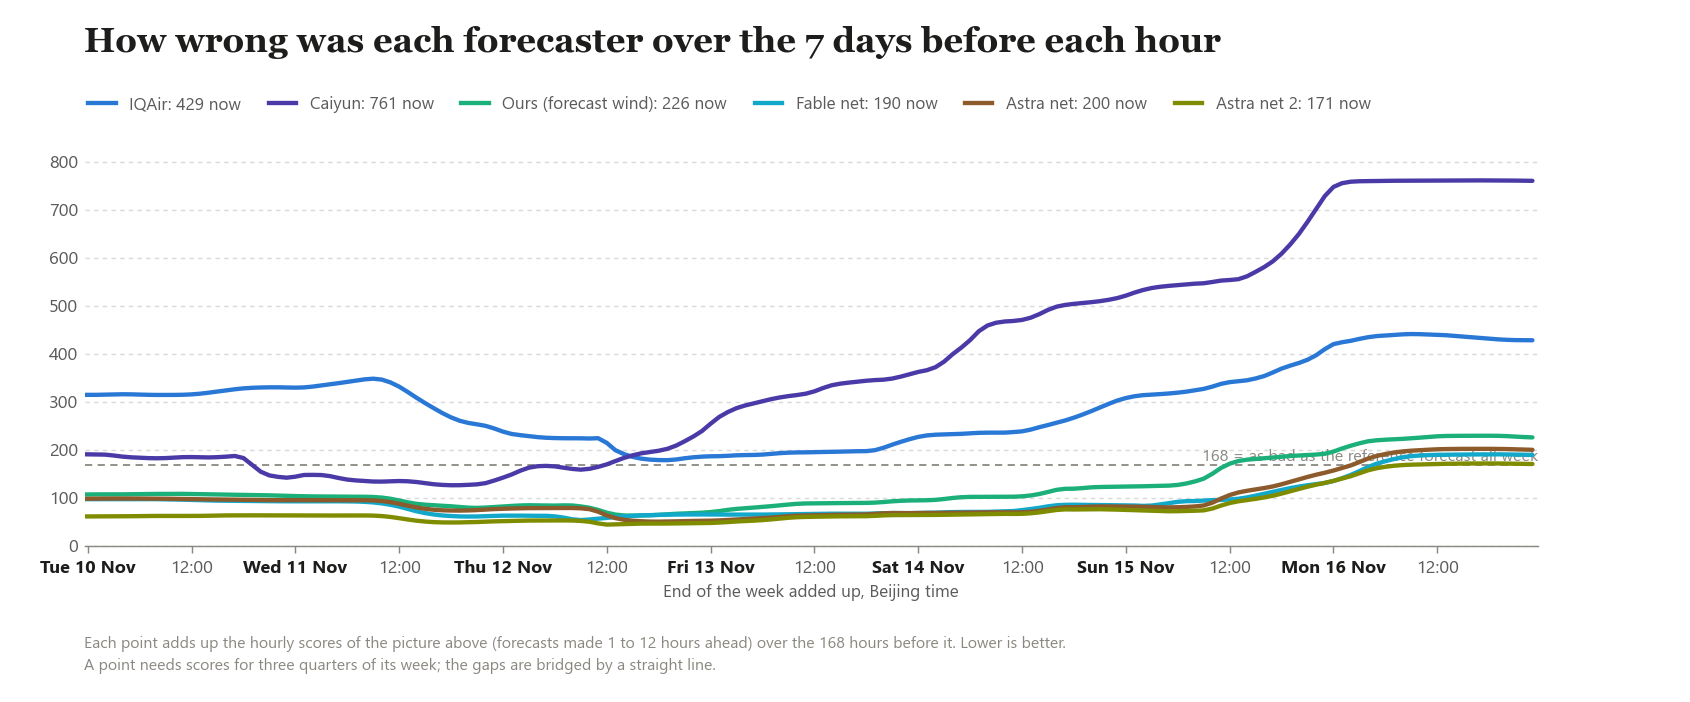 How wrong was each forecaster over the 7 days before each hour
IQAir: 429 now Caiyun: 761 now Ours (forecast wind): 226 now Fable net: 190 now Astra net: 200 now Astra net 2: 171 now
800
700
600
500
400
300
200
168 = as bad as the reference forecast all week
100
0
Tue 10 Nov 12:00 Wed 11 Nov 12:00 Thu 12 Nov 12:00 Fri 13 Nov 12:00 Sat 14 Nov 12:00 Sun 15 Nov 12:00 Mon 16 Nov 12:00
End of the week added up, Beijing time
Each point adds up the hourly scores of the picture above (forecasts made 1 to 12 hours ahead) over the 168 hours before it. Lower is better.
A point needs scores for three quarters of its week; the gaps are bridged by a straight line.